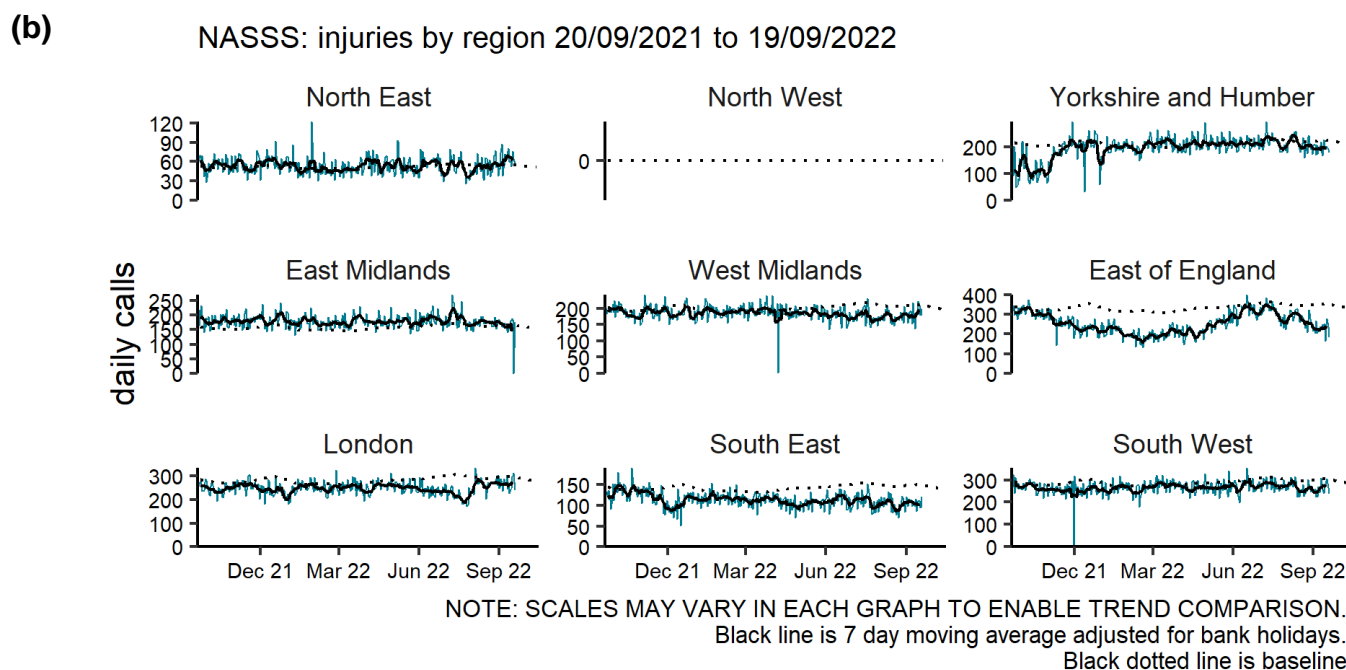 (b)
NASSS: injuries by region 20/09/2021 to 19/09/2022
daily calls
North East
120
90
60
30
0
North West
0
Yorkshire and Humber
200
100
0
East Midlands
250
200
150
100
50
0
West Midlands
200
150
100
50
0
East of England
400
300
200
100
0
London
300
200
100
0
Dec 21 Mar 22 Jun 22 Sep 22
South East
150
100
50
0
Dec 21 Mar 22 Jun 22 Sep 22
South West
300
200
100
0
Dec 21 Mar 22 Jun 22 Sep 22
NOTE: SCALES MAY VARY IN EACH GRAPH TO ENABLE TREND COMPARISON.
Black line is 7 day moving average adjusted for bank holidays.
Black dotted line is baseline